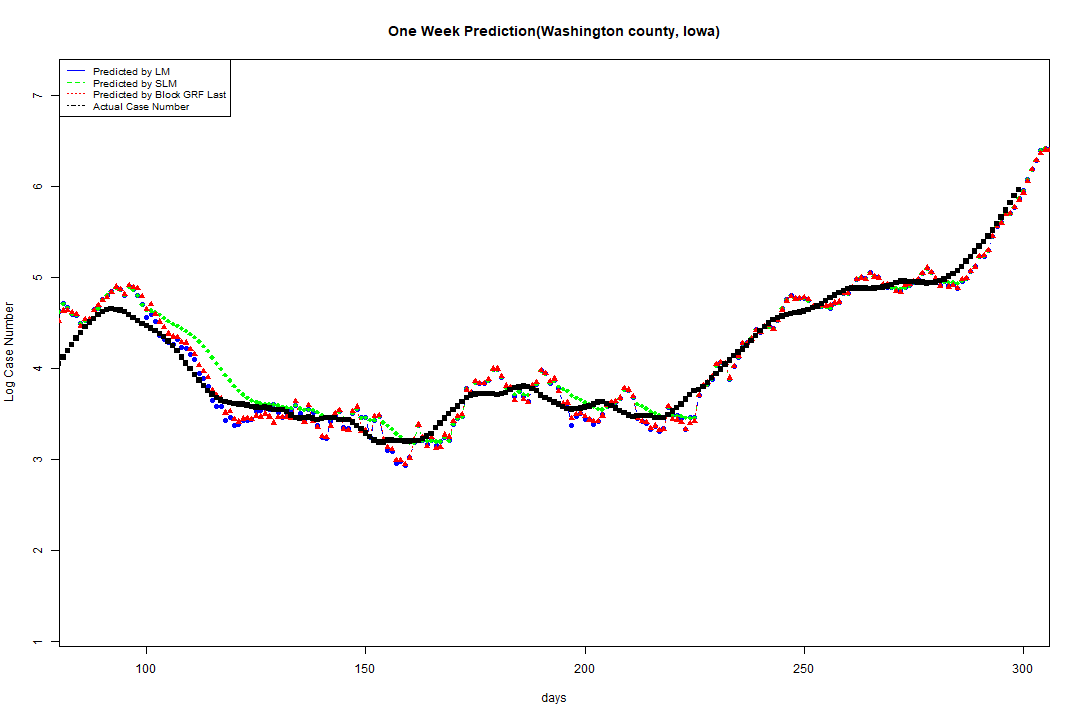 One Week Prediction(Washington county, Iowa)
Predicted by LM
Predicted by SLM
Predicted by Block GRF Last
Actual Case Number
7
6
5
4
3
2
1
Log Case Number
100 150 200 250 300
days